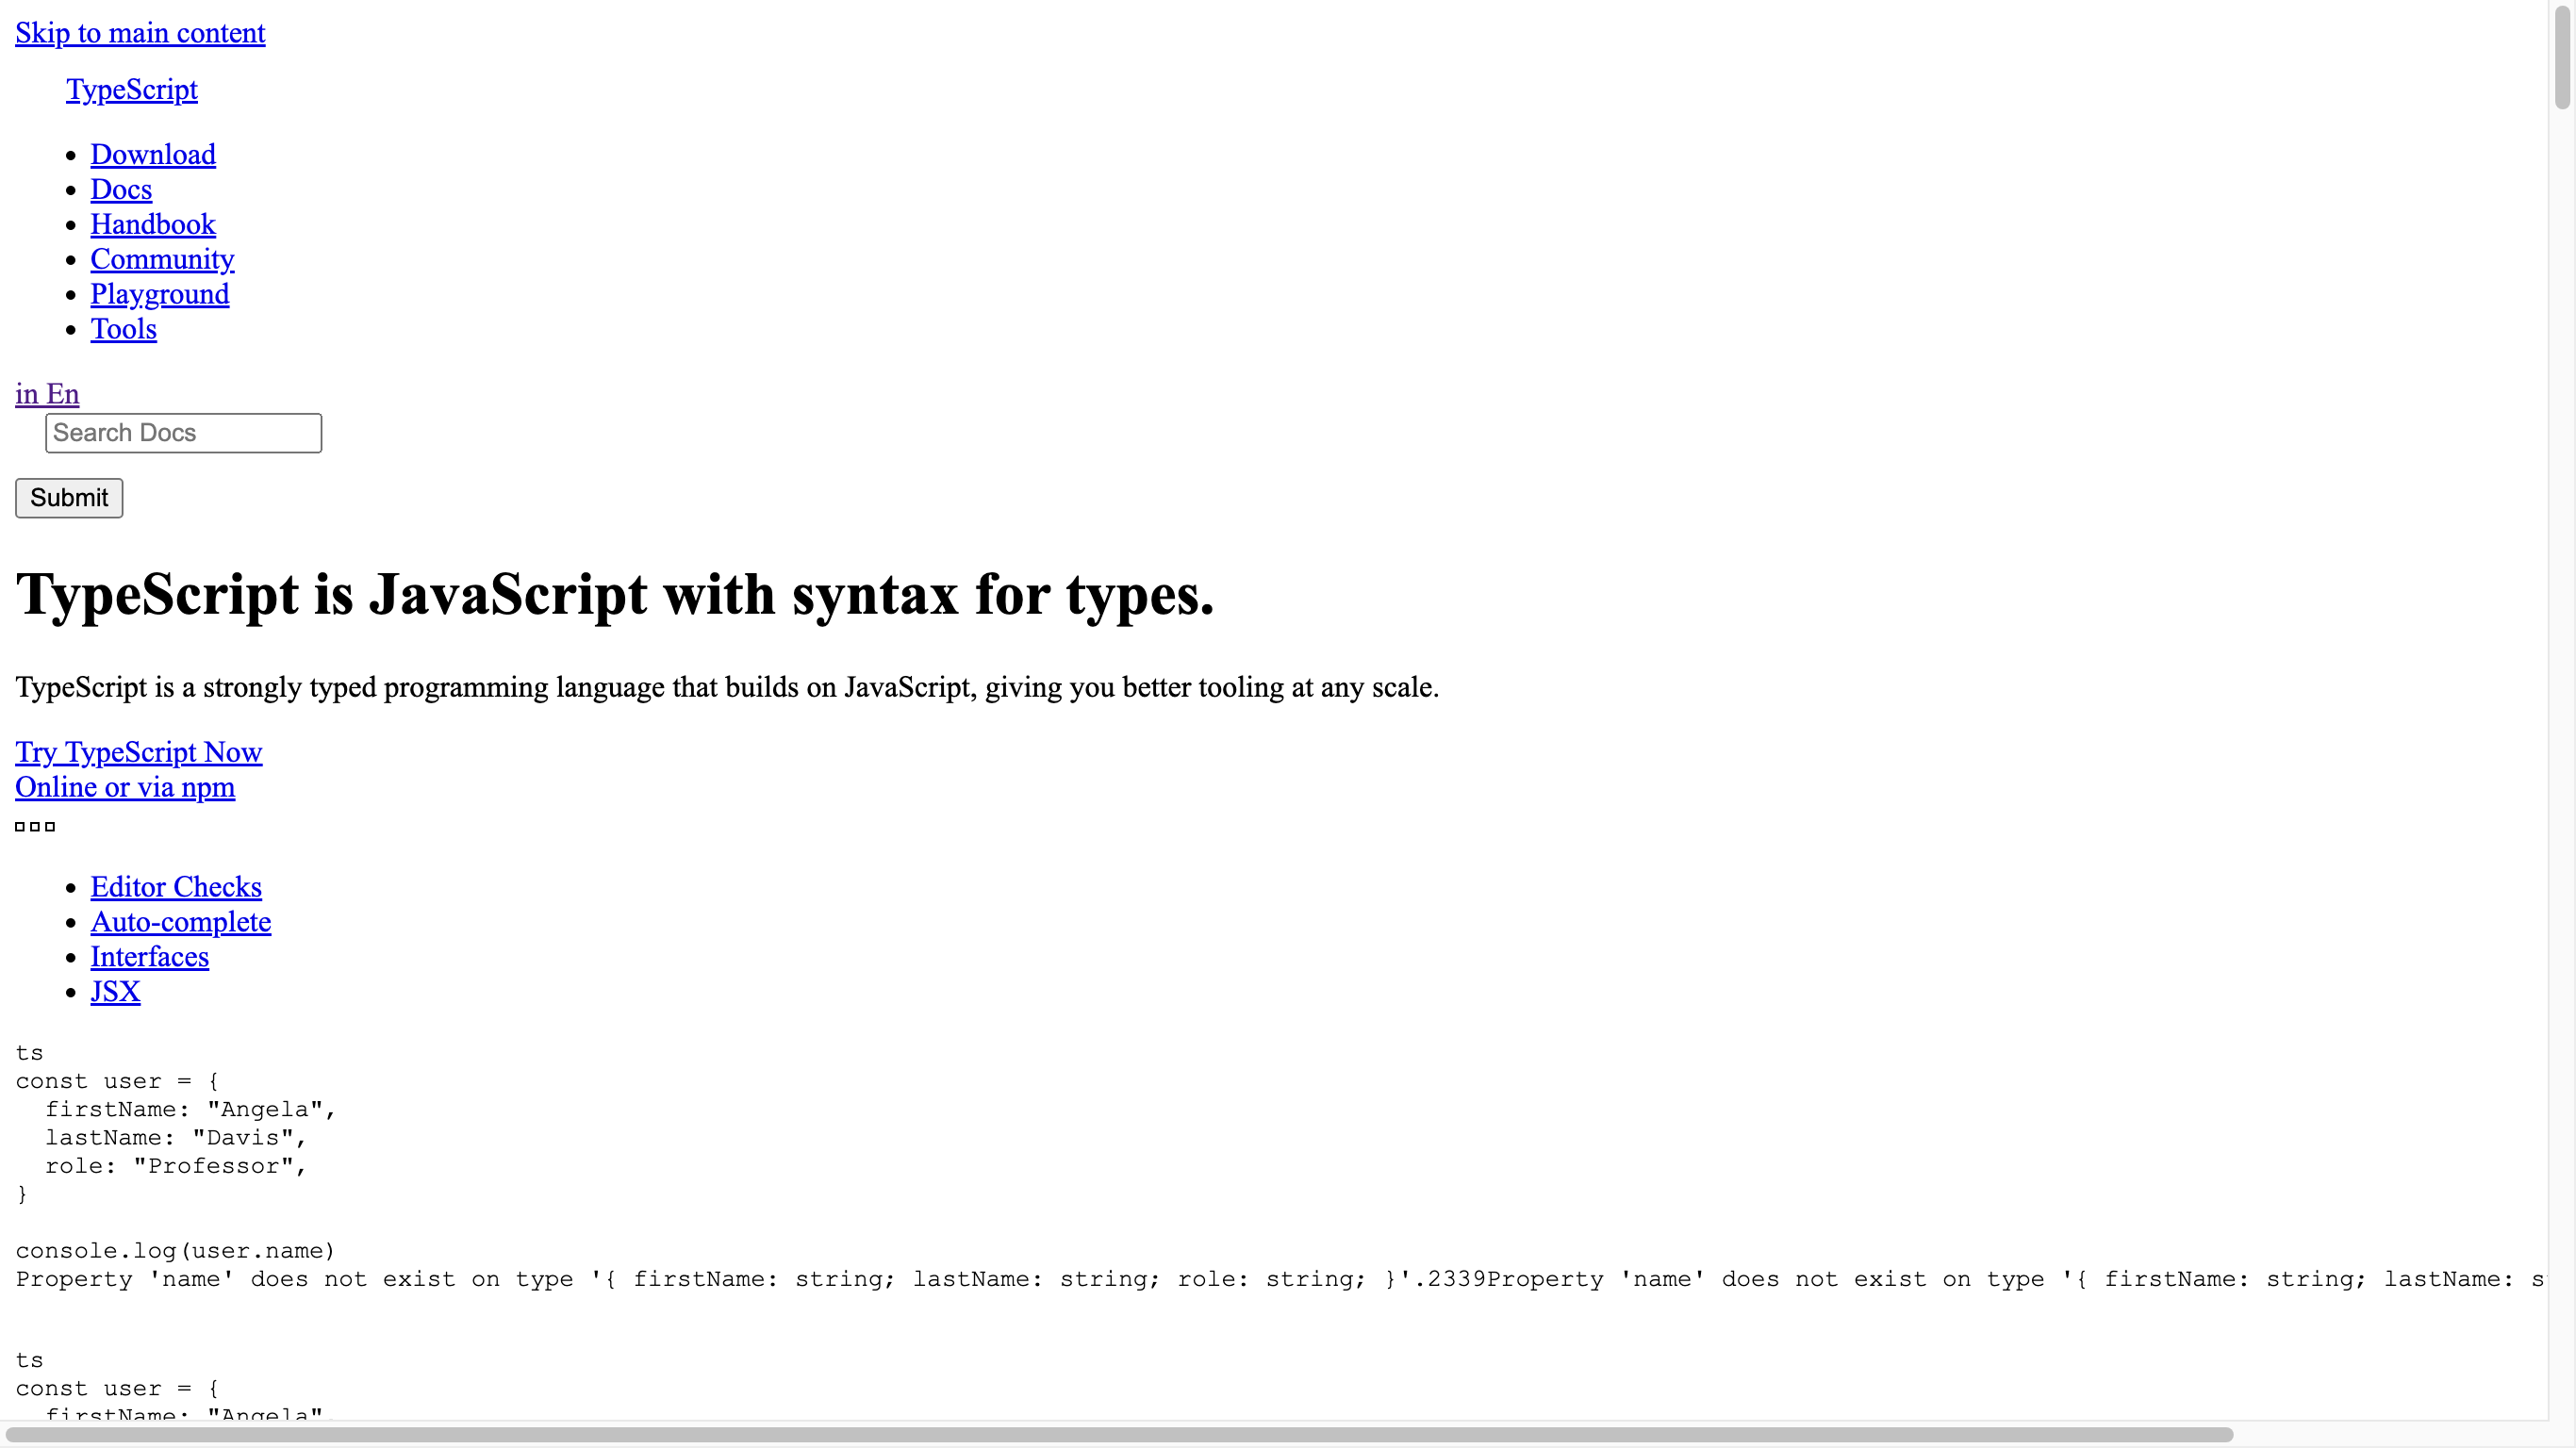 Skip to main content
TypeScript
Download
Docs
Handbook
Community
Playground
Tools
in En
Search Docs
Submit
TypeScript is JavaScript with syntax for types.
TypeScript is a strongly typed programming language that builds on JavaScript, giving you better tooling at any scale.
Try TypeScript Now
Online or via npm
Editor Checks
Auto-complete
Interfaces
JSX
ts
const user = {
  firstName: "Angela",
  lastName: "Davis",
  role: "Professor",
}
console.log(user.name)
Property 'name' does not exist on type '{ firstName: string; lastName: string; role: string; }'.2339Property 'name' does not exist on type '{ firstName: string; lastName:
ts
const user = {
  firstName: "Angela",